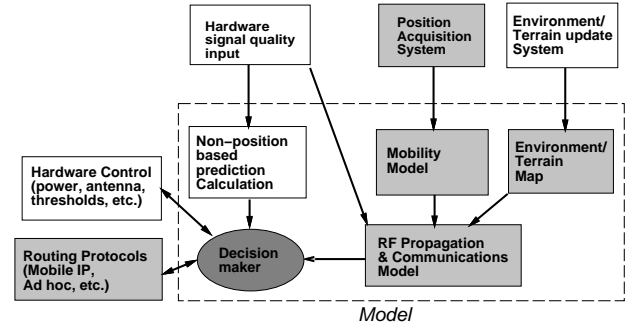 Hardware
signal quality
input
Position
Acquisition
System
Environment/
Terrain update
System
Non−position
based
prediction
Calculation
Mobility
Model
Environment/
Terrain
Map
Hardware Control
(power, antenna,
thresholds, etc.)
Routing Protocols
(Mobile IP,
Ad hoc, etc.)
Decision
maker
RF Propagation
& Communications
Model
Model